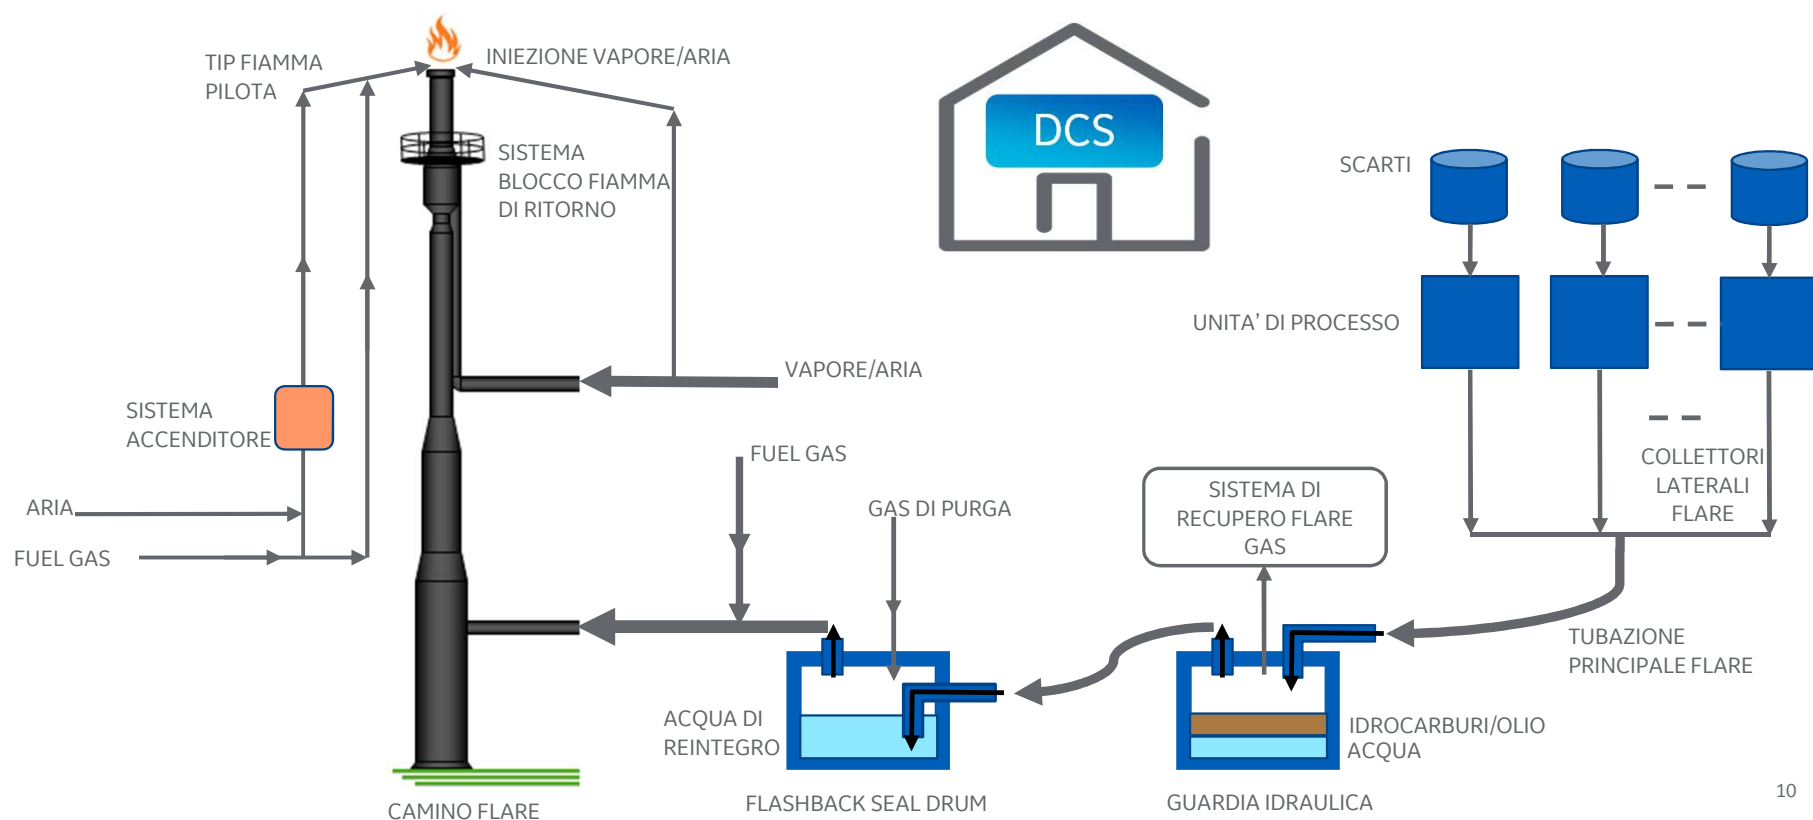 TIP FIAMMA
PILOTA
INIEZIONE VAPORE/ARIA
DCS
SISTEMA
BLOCCO FIAMMA
DI RITORNO
SCARTI
UNITA’ DI PROCESSO
VAPORE/ARIA
SISTEMA
ACCENDITORE
FUEL GAS
COLLETTORI
LATERALI
FLARE
ARIA
GAS DI PURGA
SISTEMA DI
RECUPERO FLARE
GAS
FUEL GAS
TUBAZIONE
PRINCIPALE FLARE
ACQUA DI
REINTEGRO
IDROCARBURI/OLIO
ACQUA
CAMINO FLARE
FLASHBACK SEAL DRUM
GUARDIA IDRAULICA
10